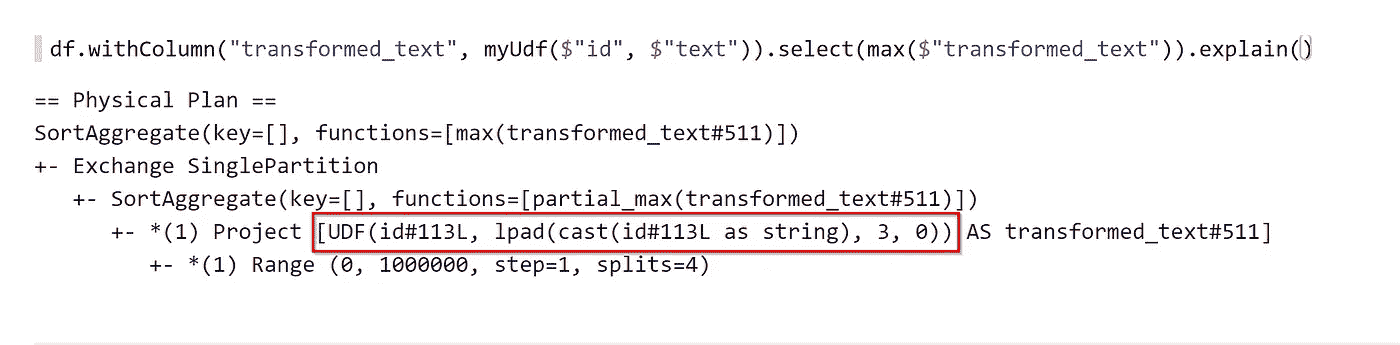 df.withColumn("transformed_text", myUdf($"id", $"text")).select(max($"transformed_text")).explain()
== Physical Plan ==
SortAggregate(key=[], functions=[max(transformed_text#511)])
+- Exchange SinglePartition
   +- SortAggregate(key=[], functions=[partial_max(transformed_text#511)])
      +- *(1) Project [UDF(id#113L, lpad(cast(id#113L as string), 3, 0)) AS transformed_text#511]
         +- *(1) Range (0, 1000000, step=1, splits=4)